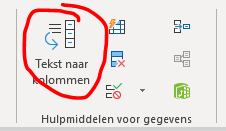 Tekst naar
kolommen
Hulpmiddelen voor gegevens